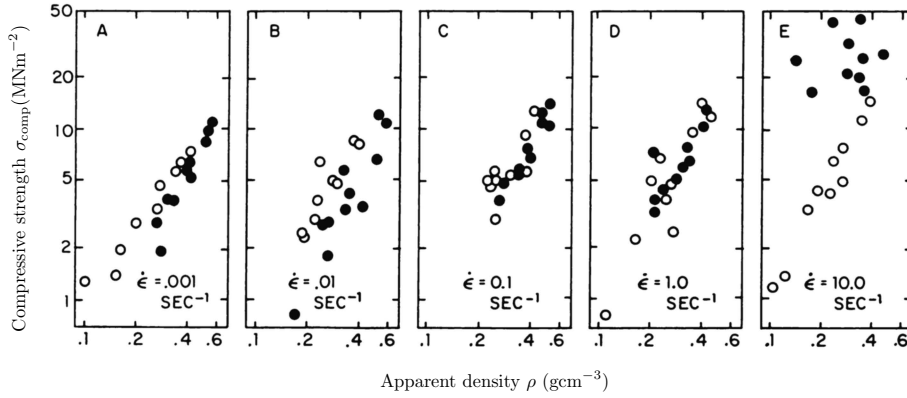 A
B
C
D
E
Compressive strength σcomp(MNm−2)
50
20
10
5
2
1
ϵ̇ =.001
SEC−1
ϵ̇ =.01
SEC−1
ϵ̇ =0.1
SEC−1
ϵ̇ =1.0
SEC−1
ϵ̇ =10.0
SEC−1
.1 .2 .4 .6
.1 .2 .4 .6
.1 .2 .4 .6
.1 .2 .4 .6
.1 .2 .4 .6
Apparent density ρ (gcm−3)